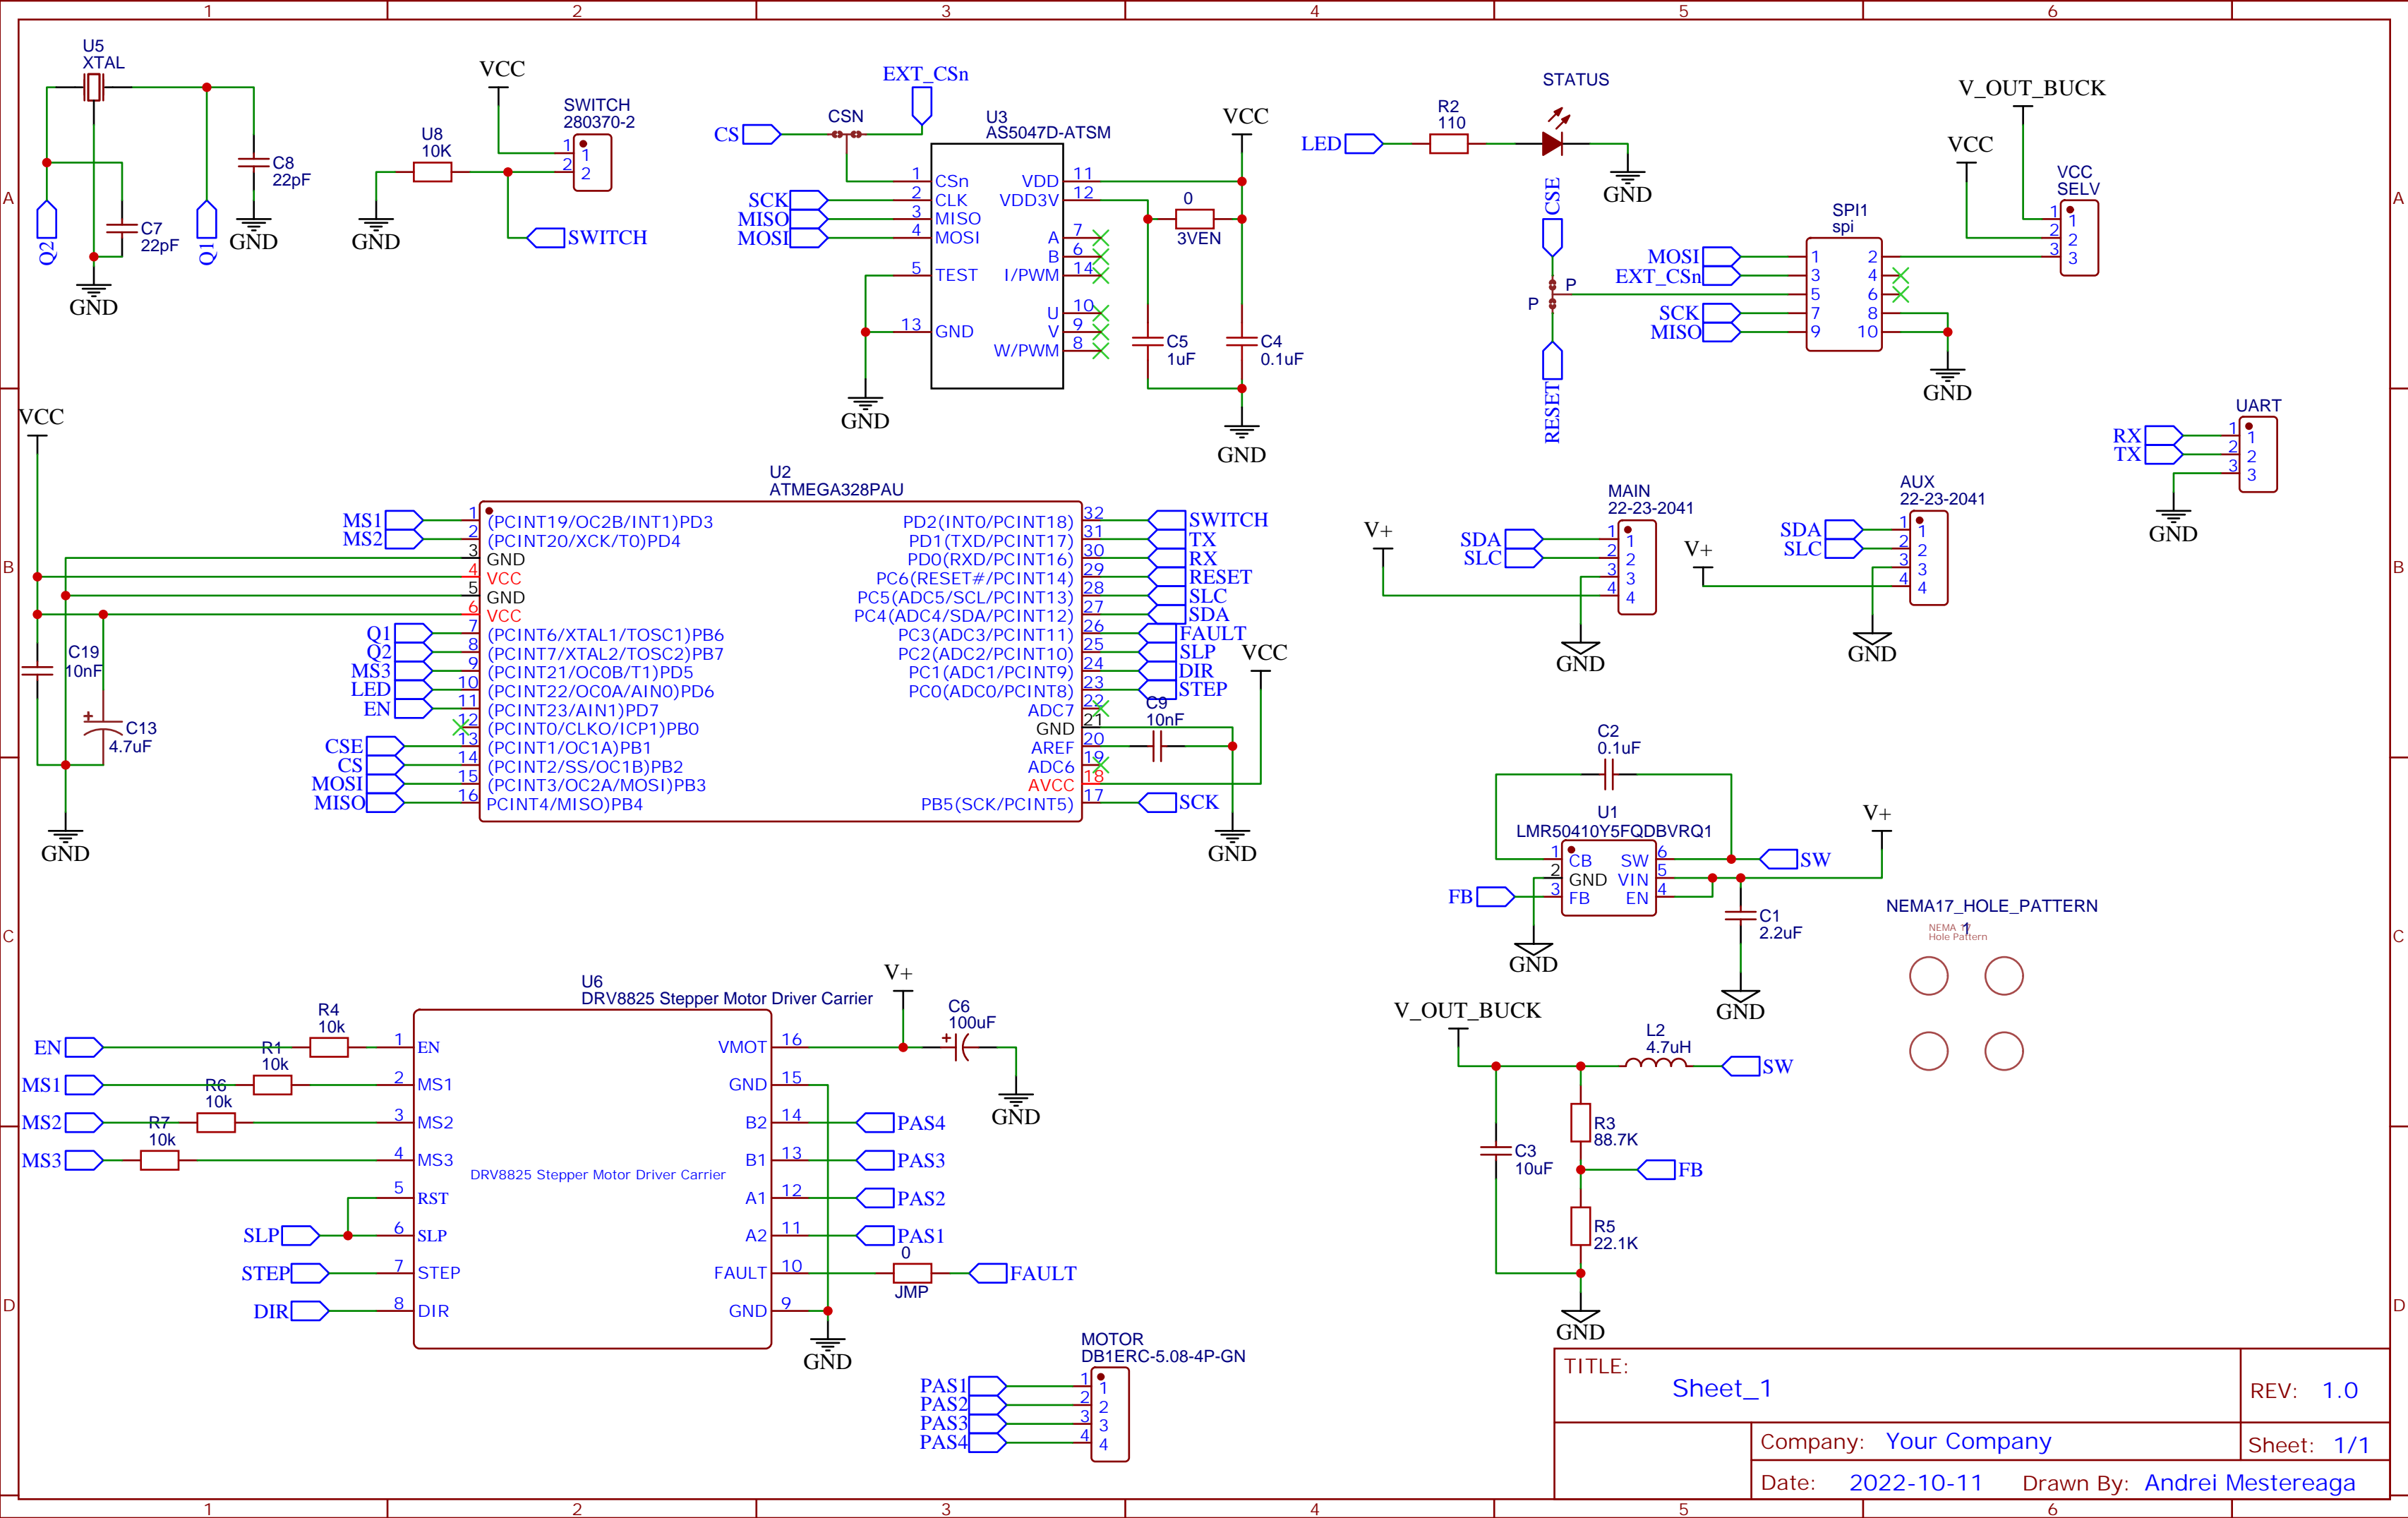 1 2 3 4 5 6
A
U5
XTAL
C8
22pF
C7
22pF
Q2
Q1
GND
GND
VCC
SWITCH
280370-2
U8
10K
1 1
2 2
GND
SWITCH
EXT_CSn
CSN
CS
U3
AS5047D-ATSM
VCC
SCK
MISO
MOSI
1 CSn
2 CLK
3 MISO
4 MOSI
5 TEST
13 GND
VDD 11
VDD3V 12
A 7
B 6
I/PWM 14
U 10
V 9
W/PWM 8
0
3VEN
C5
1uF
C4
0.1uF
GND
GND
STATUS
R2
110
LED
GND
CSE
P
P
RESET
SPI1
spi
MOSI
EXT_CSn
SCK
MISO
1 2
3 4
5 6
7 8
9 10
GND
V_OUT_BUCK
VCC
VCC
SELV
1 1
2 2
3 3
A
UART
RX
TX
1 1
2 2
3 3
GND
B
VCC
C19
10nF
C13
4.7uF
GND
U2
ATMEGA328PAU
MS1 1 (PCINT19/OC2B/INT1)PD3
MS2 2 (PCINT20/XCK/T0)PD4
3 GND
4 VCC
5 GND
6 VCC
Q1 7 (PCINT6/XTAL1/TOSC1)PB6
Q2 8 (PCINT7/XTAL2/TOSC2)PB7
MS3 9 (PCINT21/OC0B/T1)PD5
LED 10 (PCINT22/OC0A/AIN0)PD6
EN 11 (PCINT23/AIN1)PD7
12 (PCINT0/CLKO/ICP1)PB0
CSE 13 (PCINT1/OC1A)PB1
CS 14 (PCINT2/SS/OC1B)PB2
MOSI 15 (PCINT3/OC2A/MOSI)PB3
MISO 16 PCINT4/MISO)PB4
PD2(INT0/PCINT18) 32 SWITCH
PD1(TXD/PCINT17) 31 TX
PD0(RXD/PCINT16) 30 RX
PC6(RESET#/PCINT14) 29 RESET
PC5(ADC5/SCL/PCINT13) 28 SLC
PC4(ADC4/SDA/PCINT12) 27 SDA
PC3(ADC3/PCINT11) 26 FAULT
PC2(ADC2/PCINT10) 25 SLP
PC1(ADC1/PCINT9) 24 DIR
PC0(ADC0/PCINT8) 23 STEP
ADC7 22
GND 21
AREF 20
ADC6 19
AVCC 18
PB5(SCK/PCINT5) 17 SCK
C9
10nF
VCC
GND
MAIN
22-23-2041
V+
SDA
SLC
1 1
2 2
3 3
4 4
GND
AUX
22-23-2041
V+
SDA
SLC
1 1
2 2
3 3
4 4
GND
B
C
C2
0.1uF
U1
LMR50410Y5FQDBVRQ1
V+
1 CB SW 6
2 GND VIN 5
3 FB EN 4
SW
FB
C1
2.2uF
GND
GND
NEMA17_HOLE_PATTERN
1
NEMA 17
Hole Pattern
C
U6
DRV8825 Stepper Motor Driver Carrier
V+
C6
100uF
GND
R4
10k
R1
10k
R6
10k
R7
10k
EN 1 EN
MS1 2 MS1
MS2 3 MS2
MS3 4 MS3
5 RST
SLP 6 SLP
STEP 7 STEP
DIR 8 DIR
DRV8825 Stepper Motor Driver Carrier
VMOT 16
GND 15
B2 14 PAS4
B1 13 PAS3
A1 12 PAS2
A2 11 PAS1
FAULT 10 FAULT
GND 9
0
JMP
GND
V_OUT_BUCK
L2
4.7uH
SW
R3
88.7K
C3
10uF
FB
R5
22.1K
GND
D
D
MOTOR
DB1ERC-5.08-4P-GN
PAS1 1 1
PAS2 2 2
PAS3 3 3
PAS4 4 4
TITLE:
Sheet_1
REV: 1.0
Company: Your Company
Sheet: 1/1
Date: 2022-10-11 Drawn By: Andrei Mestereaga
1 2 3 4 5 6